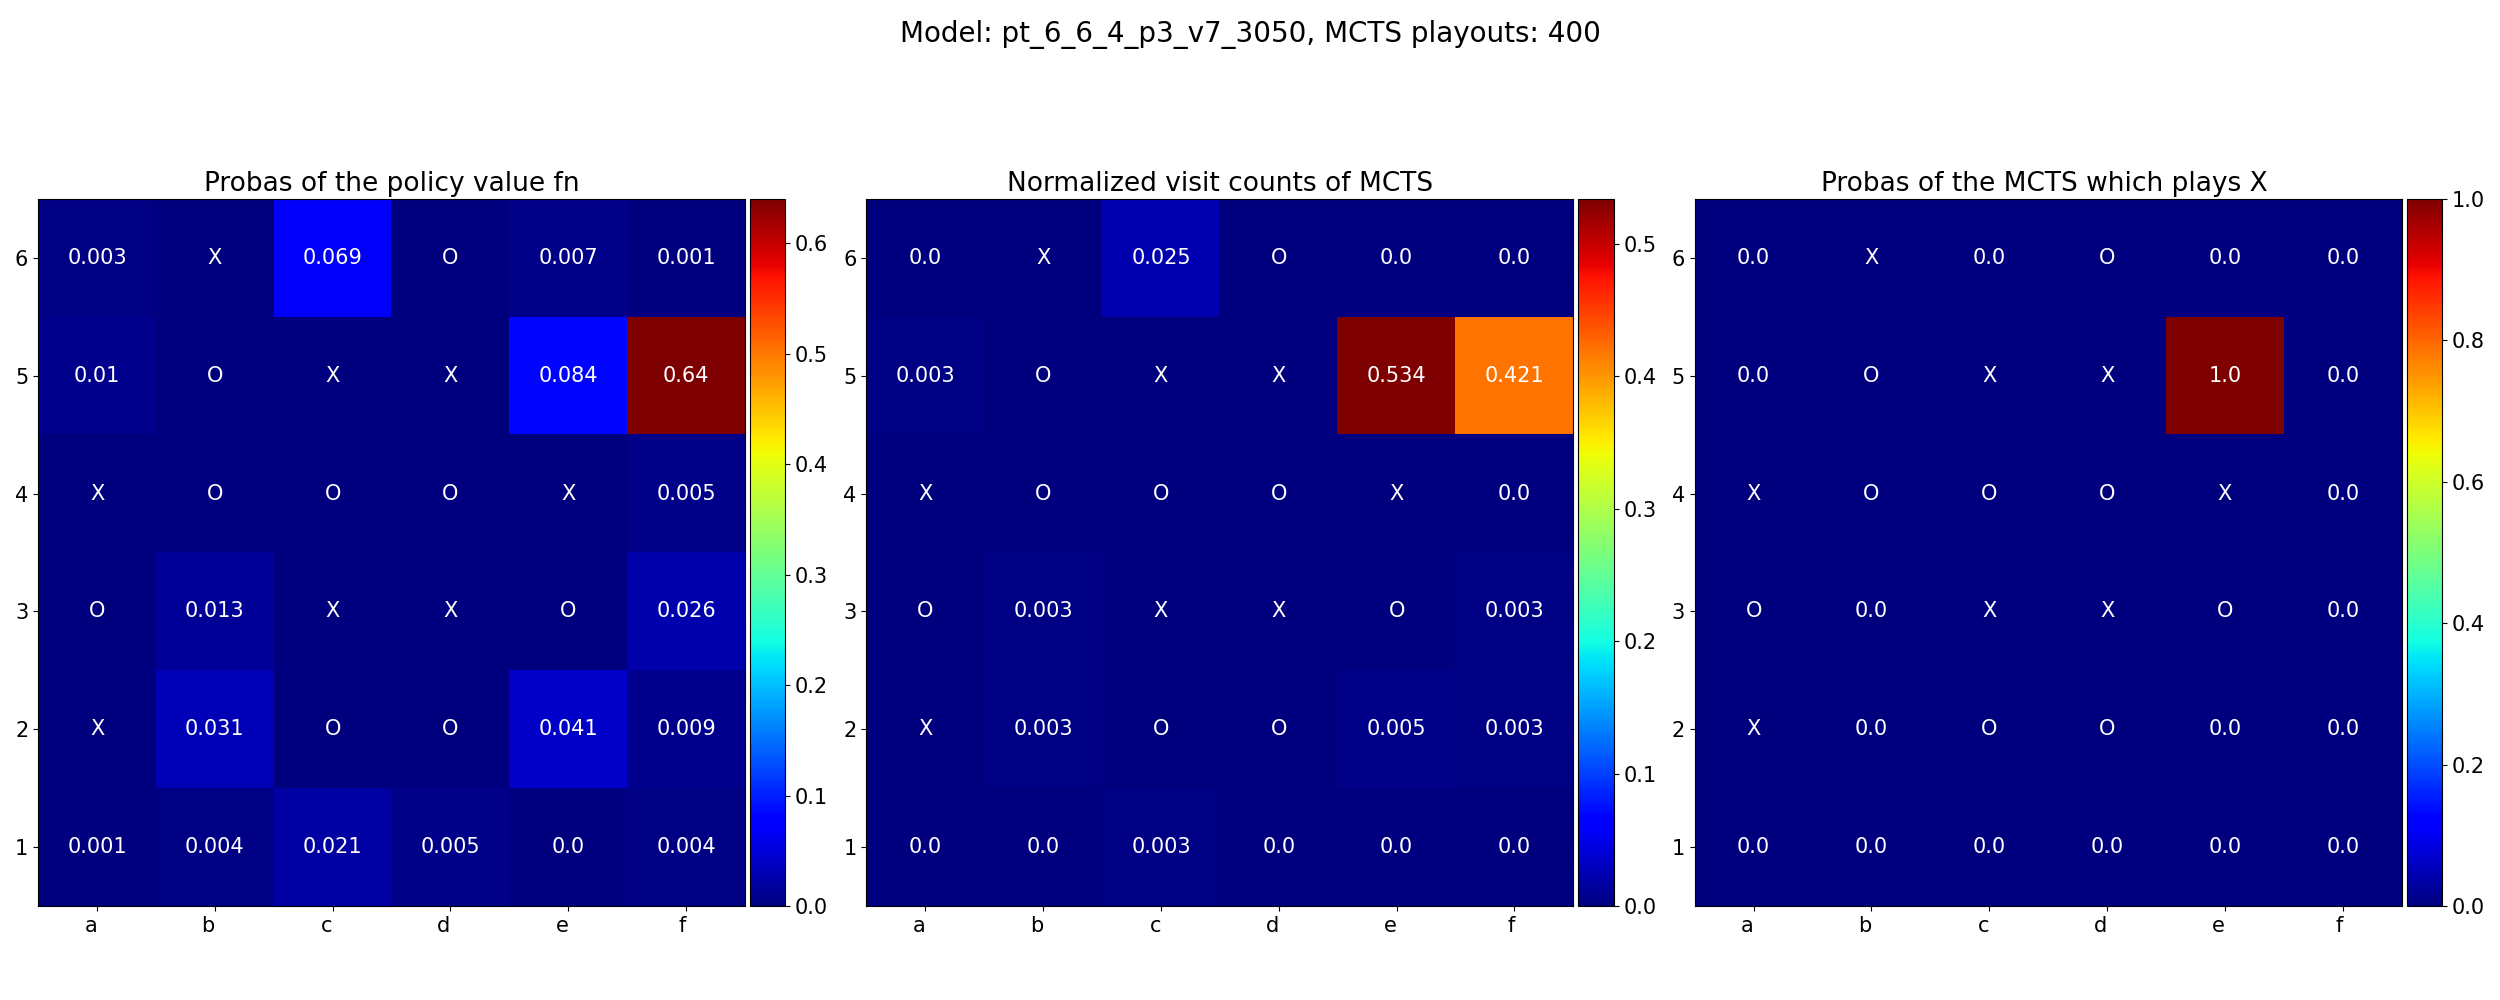 Model: pt_6_6_4_p3_v7_3050, MCTS playouts: 400
Probas of the policy value fn
6 0.003 X 0.069 O 0.007 0.001
5 0.01 O X X 0.084 0.64
4 X O O O X 0.005
3 O 0.013 X X O 0.026
2 X 0.031 O O 0.041 0.009
1 0.001 0.004 0.021 0.005 0.0 0.004
a b c d e f
0.6
0.5
0.4
0.3
0.2
0.1
0.0
Normalized visit counts of MCTS
6 0.0 X 0.025 O 0.0 0.0
5 0.003 O X X 0.534 0.421
4 X O O O X 0.0
3 O 0.003 X X O 0.003
2 X 0.003 O O 0.005 0.003
1 0.0 0.0 0.003 0.0 0.0 0.0
a b c d e f
0.5
0.4
0.3
0.2
0.1
0.0
Probas of the MCTS which plays X
6 0.0 X 0.0 O 0.0 0.0
5 0.0 O X X 1.0 0.0
4 X O O O X 0.0
3 O 0.0 X X O 0.0
2 X 0.0 O O 0.0 0.0
1 0.0 0.0 0.0 0.0 0.0 0.0
a b c d e f
1.0
0.8
0.6
0.4
0.2
0.0